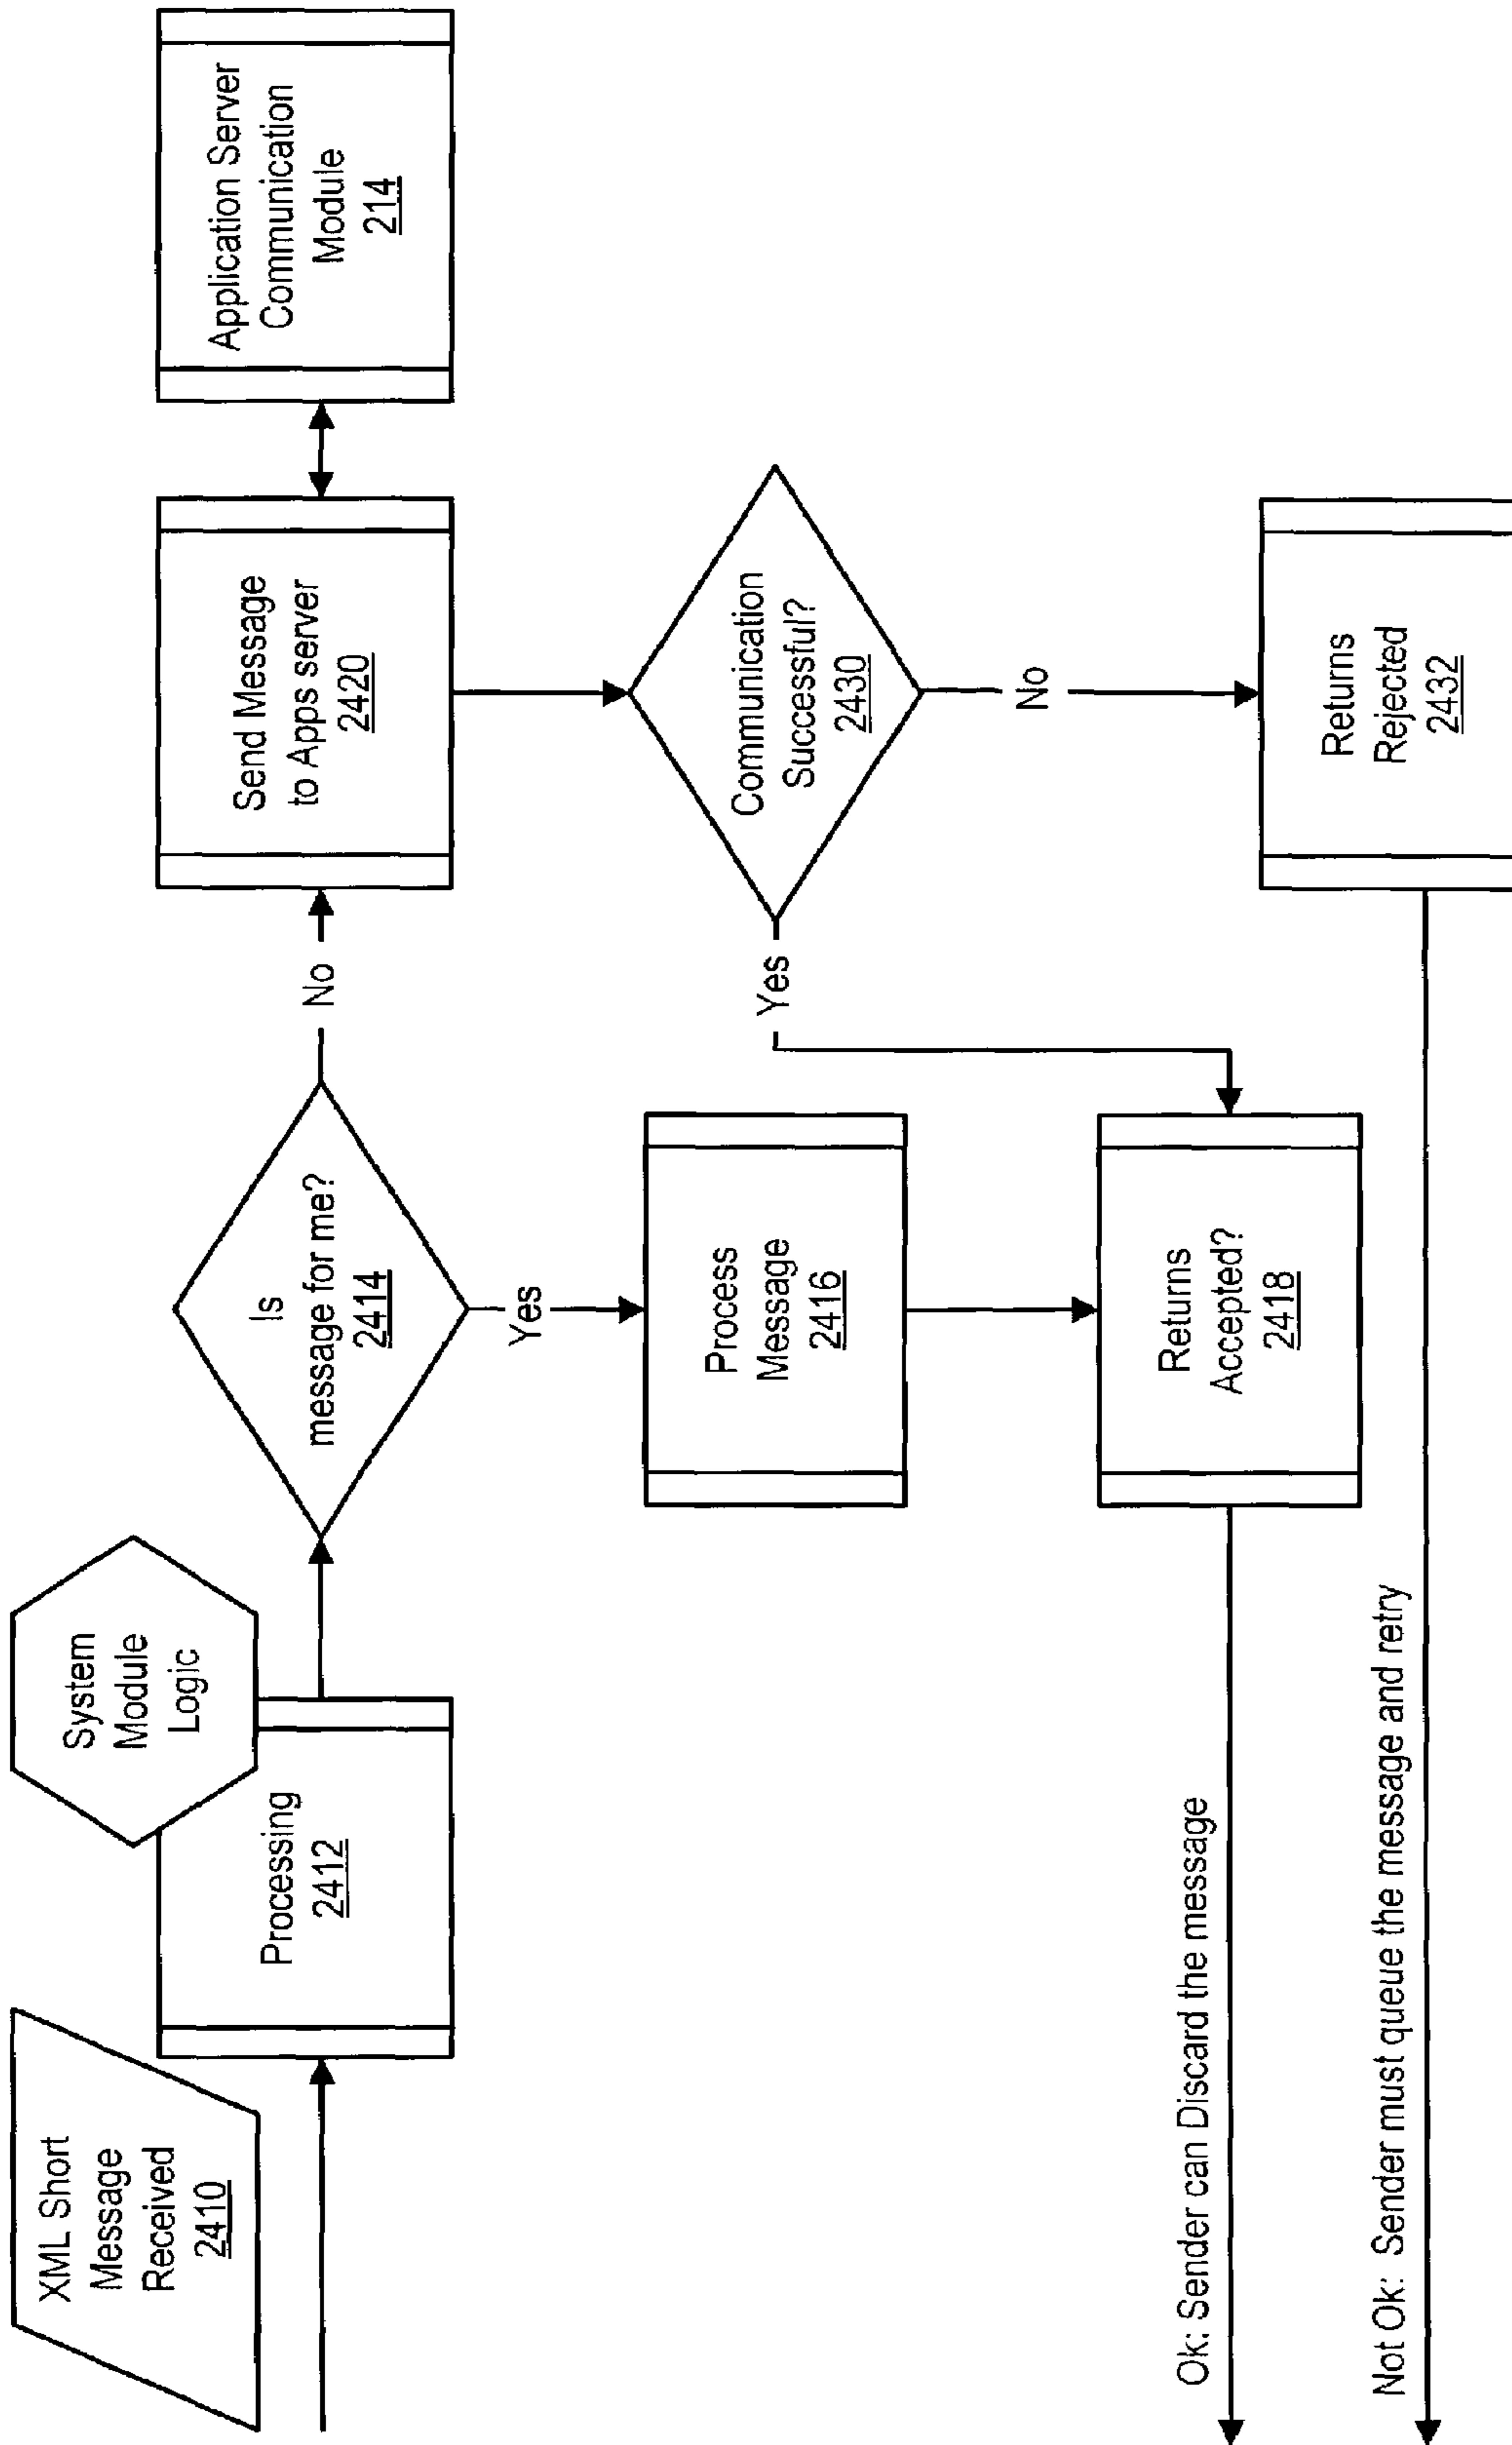 XML Short
Message
Received
2410
System
Module
Logic
Processing
2412
Is
message for me?
2414
No
Send Message
to Apps server
2420
Application Server
Communication
Module
214
Yes
Process
Message
2416
Communication
Successful?
2430
Yes
No
Returns
Accepted?
2418
Returns
Rejected
2432
Ok: Sender can Discard the message
Not Ok: Sender must queue the message and retry